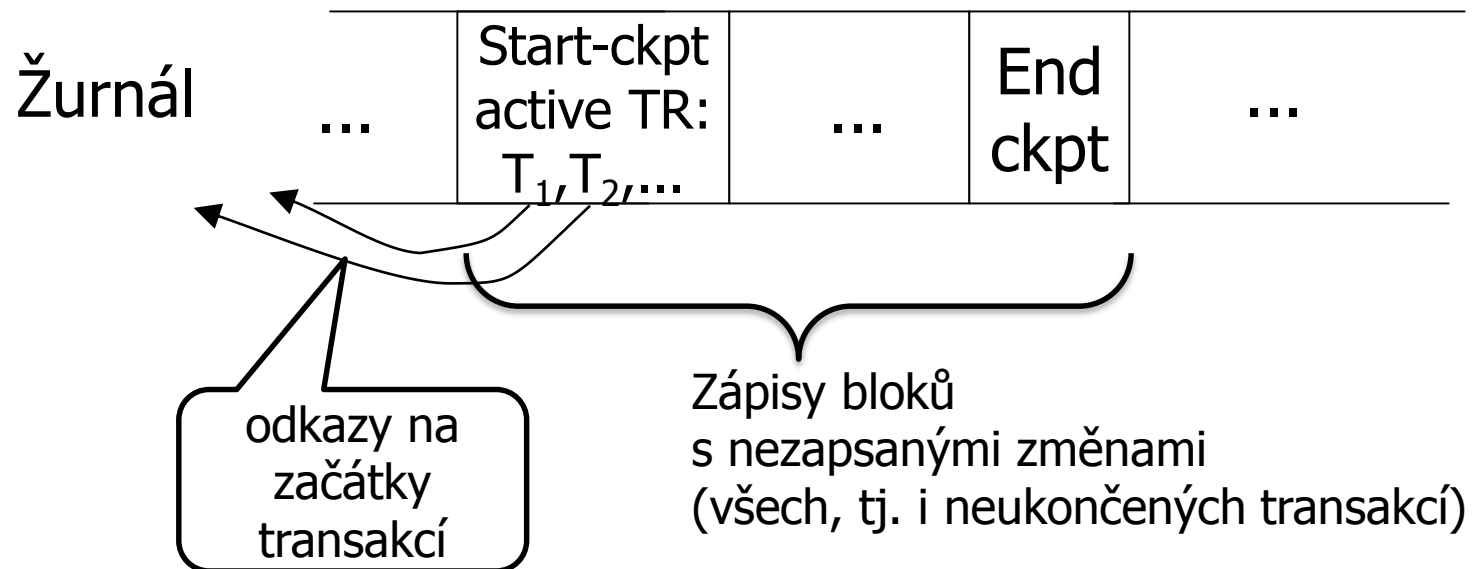 Žurnál
...
Start-ckpt
active TR:
T₁,T₂,...
...
End
ckpt
...
odkazy na
začátky
transakcí
Zápisy bloků
s nezapsanými změnami
(všech, tj. i neukončených transakcí)